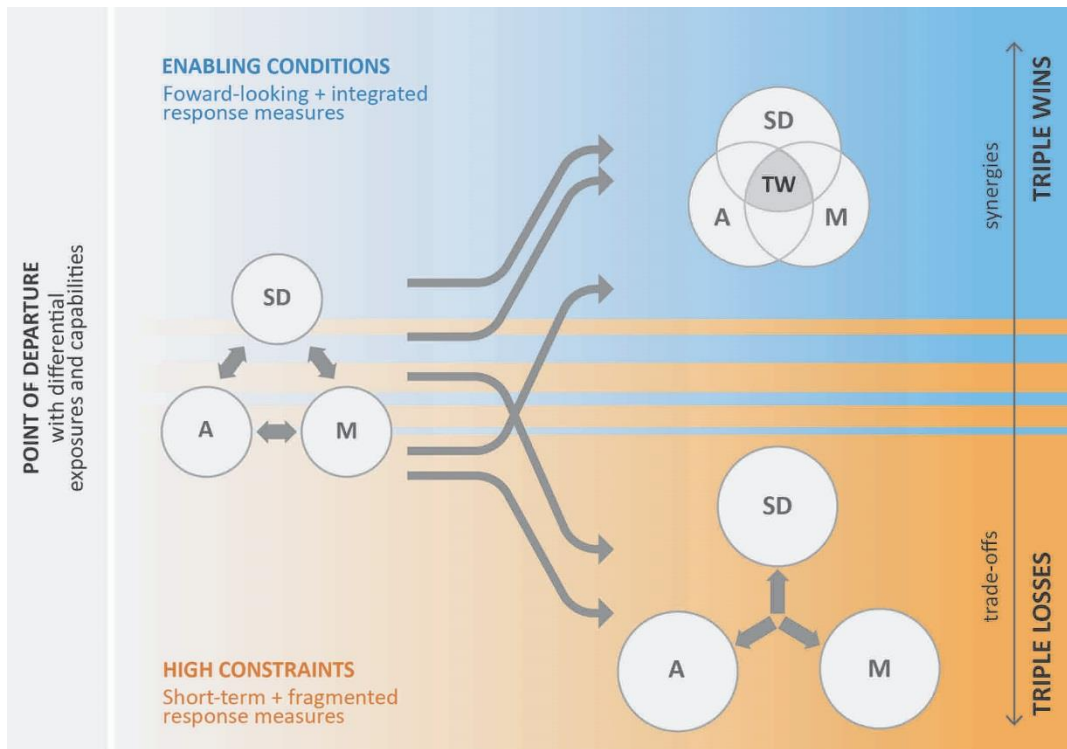 POINT OF DEPARTURE
with differential
exposures and capabilities
ENABLING CONDITIONS
Foward-looking + integrated
response measures
SD
A
M
HIGH CONSTRAINTS
Short-term + fragmented
response measures
SD
TW
A
M
SD
A
M
synergies
TRIPLE WINS
trade-offs
TRIPLE LOSSES